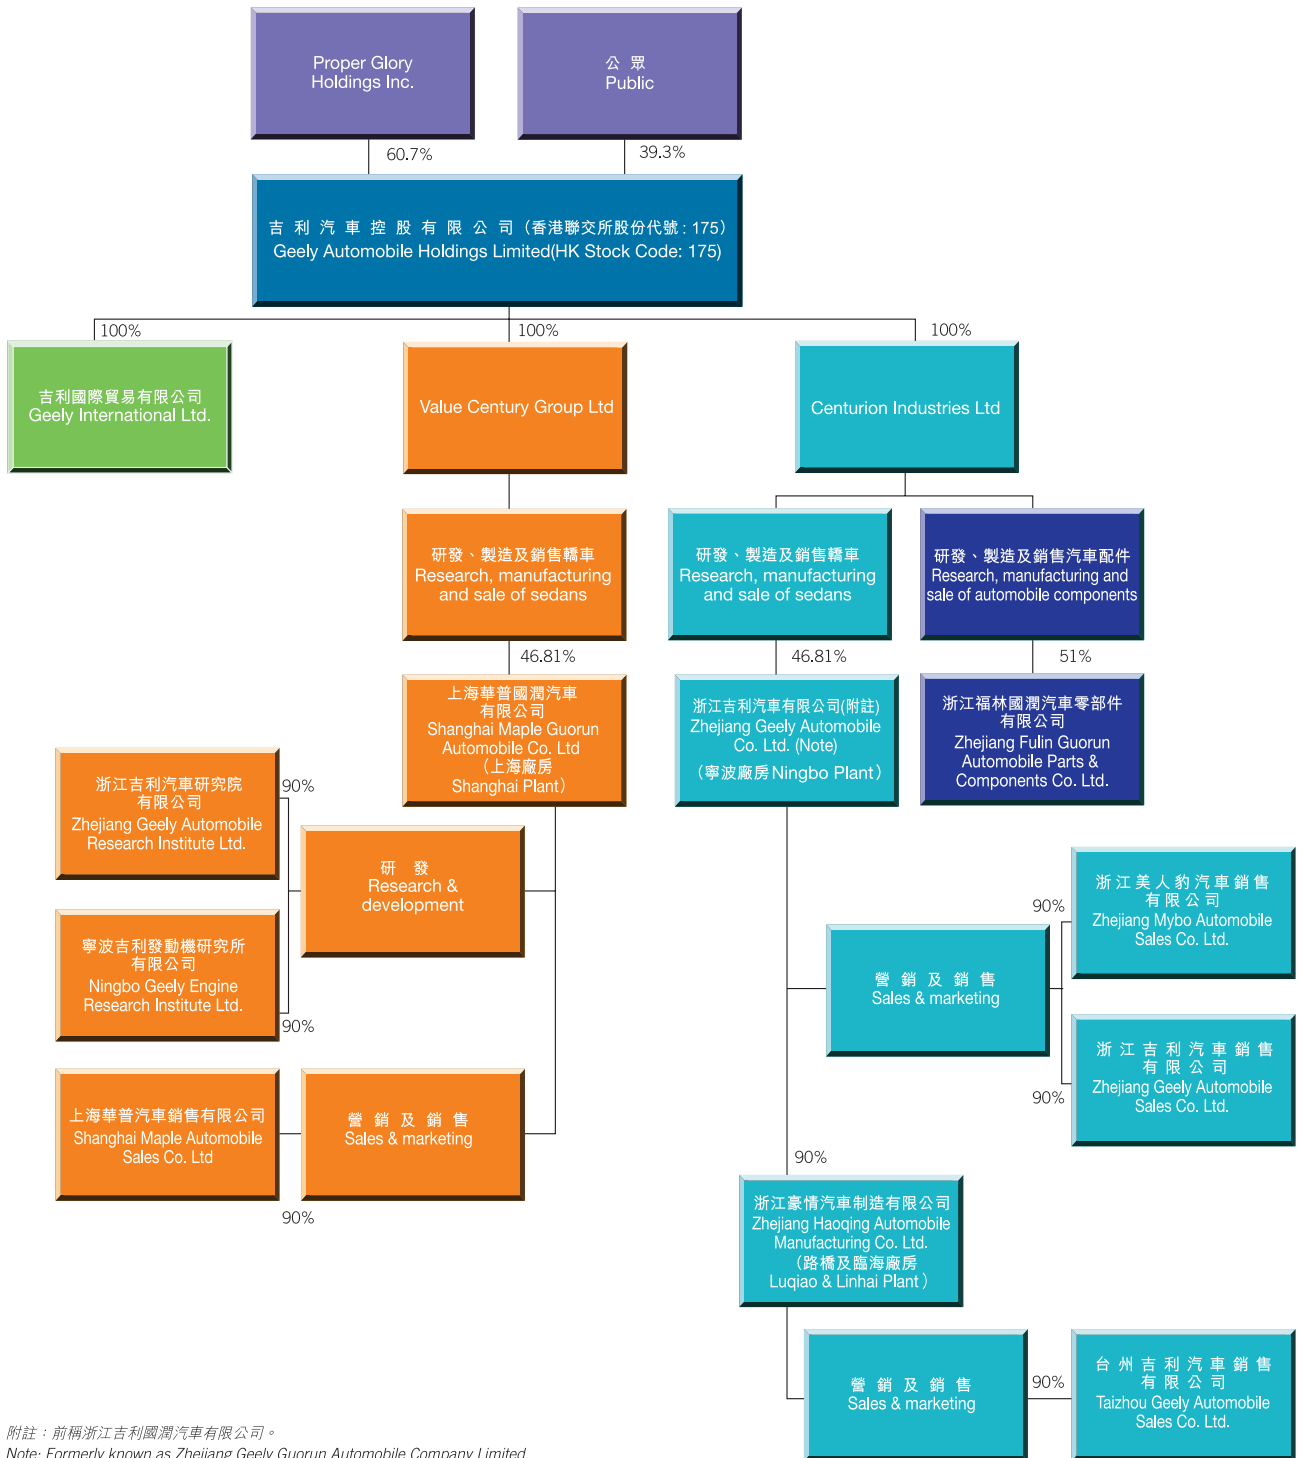 Proper Glory
Holdings Inc.
公眾
Public
60.7%
39.3%
吉利汽車控股有限公司（香港聯交所股份代號：175）
Geely Automobile Holdings Limited(HK Stock Code: 175)
100%
100%
100%
吉利國際貿易有限公司
Geely International Ltd.
Value Century Group Ltd
Centurion Industries Ltd
研發、製造及銷售轎車
Research, manufacturing
and sale of sedans
研發、製造及銷售轎車
Research, manufacturing
and sale of sedans
研發、製造及銷售汽車配件
Research, manufacturing and
sale of automobile components
46.81%
46.81%
51%
上海華普國潤汽車
有限公司
Shanghai Maple Guorun
Automobile Co. Ltd
（上海廠房
Shanghai Plant）
浙江吉利汽車有限公司(附註)
Zhejiang Geely Automobile
Co. Ltd. (Note)
（寧波廠房Ningbo Plant）
浙江福林國潤汽車零部件
有限公司
Zhejiang Fulin Guorun
Automobile Parts &
Components Co. Ltd.
浙江吉利汽車研究院
有限公司
Zhejiang Geely Automobile
Research Institute Ltd.
90%
研發
Research &
development
寧波吉利發動機研究所
有限公司
Ningbo Geely Engine
Research Institute Ltd.
90%
上海華普汽車銷售有限公司
Shanghai Maple Automobile
Sales Co. Ltd
90%
營銷及銷售
Sales & marketing
浙江美人豹汽車銷售
有限公司
Zhejiang Mybo Automobile
Sales Co. Ltd.
90%
營銷及銷售
Sales & marketing
浙江吉利汽車銷售
有限公司
Zhejiang Geely Automobile
Sales Co. Ltd.
90%
90%
浙江豪情汽車制造有限公司
Zhejiang Haoqing Automobile
Manufacturing Co. Ltd.
（路橋及臨海廠房
Luqiao & Linhai Plant）
營銷及銷售
Sales & marketing
90%
台州吉利汽車銷售
有限公司
Taizhou Geely Automobile
Sales Co. Ltd.
附註：前稱浙江吉利國潤汽車有限公司。
Note: Formerly known as Zhejiang Geely Guorun Automobile Company Limited